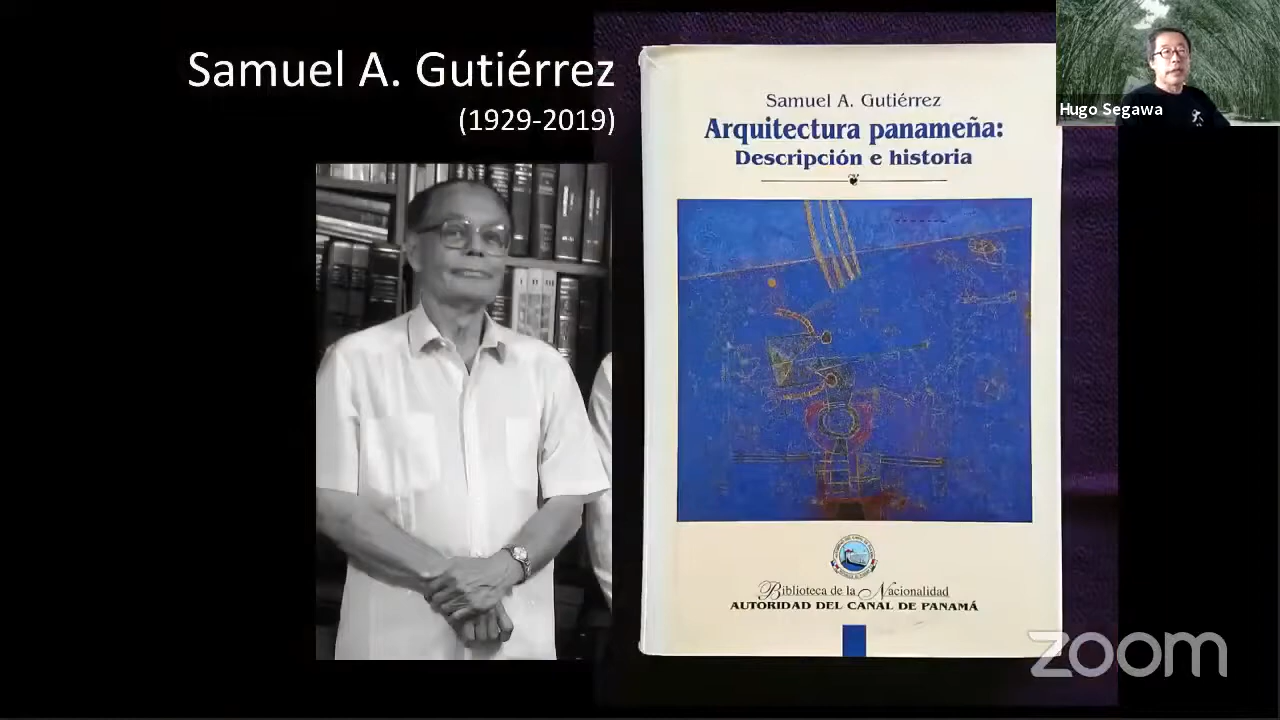 Samuel A. Gutiérrez
(1929-2019)
Samuel A. Gutiérrez
Arquitectura panameña:
Descripción e historia
Biblioteca de la Nacionalidad
AUTORIDAD DEL CANAL DE PANAMÁ
Hugo Segawa
zoom